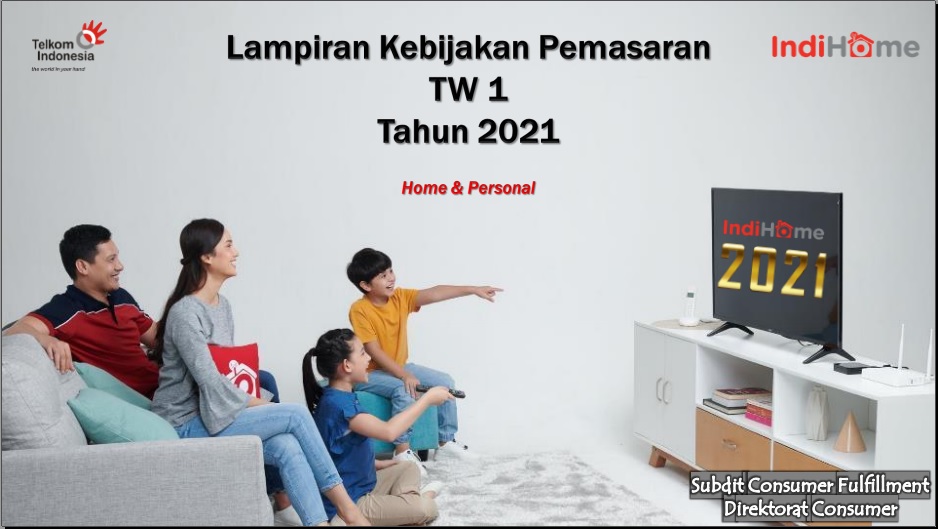 Telkom
Indonesia
the world in your hand
Lampiran Kebijakan Pemasaran
TW 1
Tahun 2021
IndiHome
Home & Personal
IndiHome
2021
Subdit Consumer Fulfillment
Direktorat Consumer